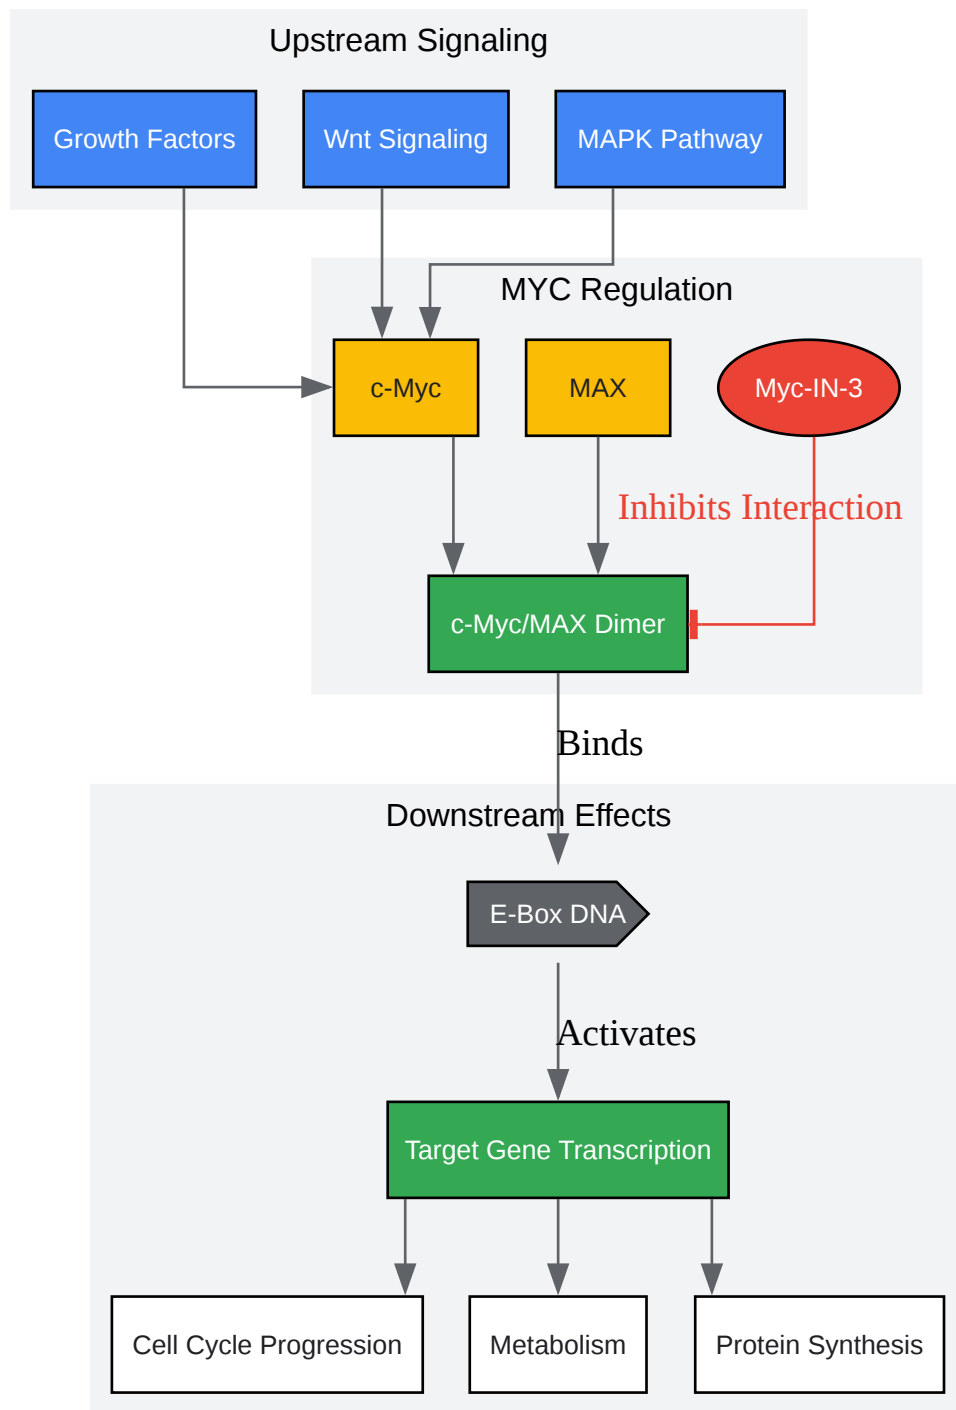 Upstream Signaling
Growth Factors
Wnt Signaling
MAPK Pathway
MYC Regulation
c-Myc
MAX
Myc-IN-3
Inhibits Interaction
c-Myc/MAX Dimer
Binds
Downstream Effects
E-Box DNA
Activates
Target Gene Transcription
Cell Cycle Progression
Metabolism
Protein Synthesis